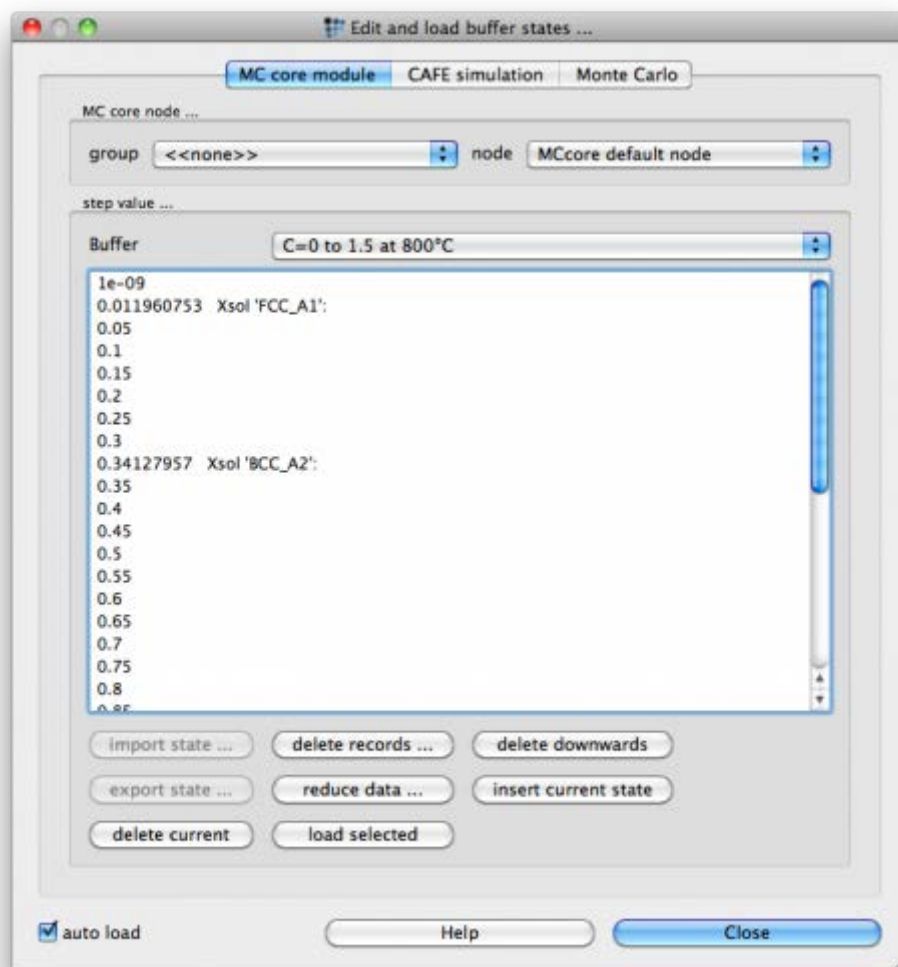 Edit and load buffer states ...
MC core module CAFE simulation Monte Carlo
MC core node ...
group <<none>> node MCcore default node
step value ...
Buffer C=0 to 1.5 at 800°C
1e-09
0.011960753 Xsol 'FCC_A1':
0.05
0.1
0.15
0.2
0.25
0.3
0.34127957 Xsol 'BCC_A2':
0.35
0.4
0.45
0.5
0.55
0.6
0.65
0.7
0.75
0.8
0.85
import state ... delete records ... delete downwards
export state ... reduce data ... insert current state
delete current load selected
auto load Help Close